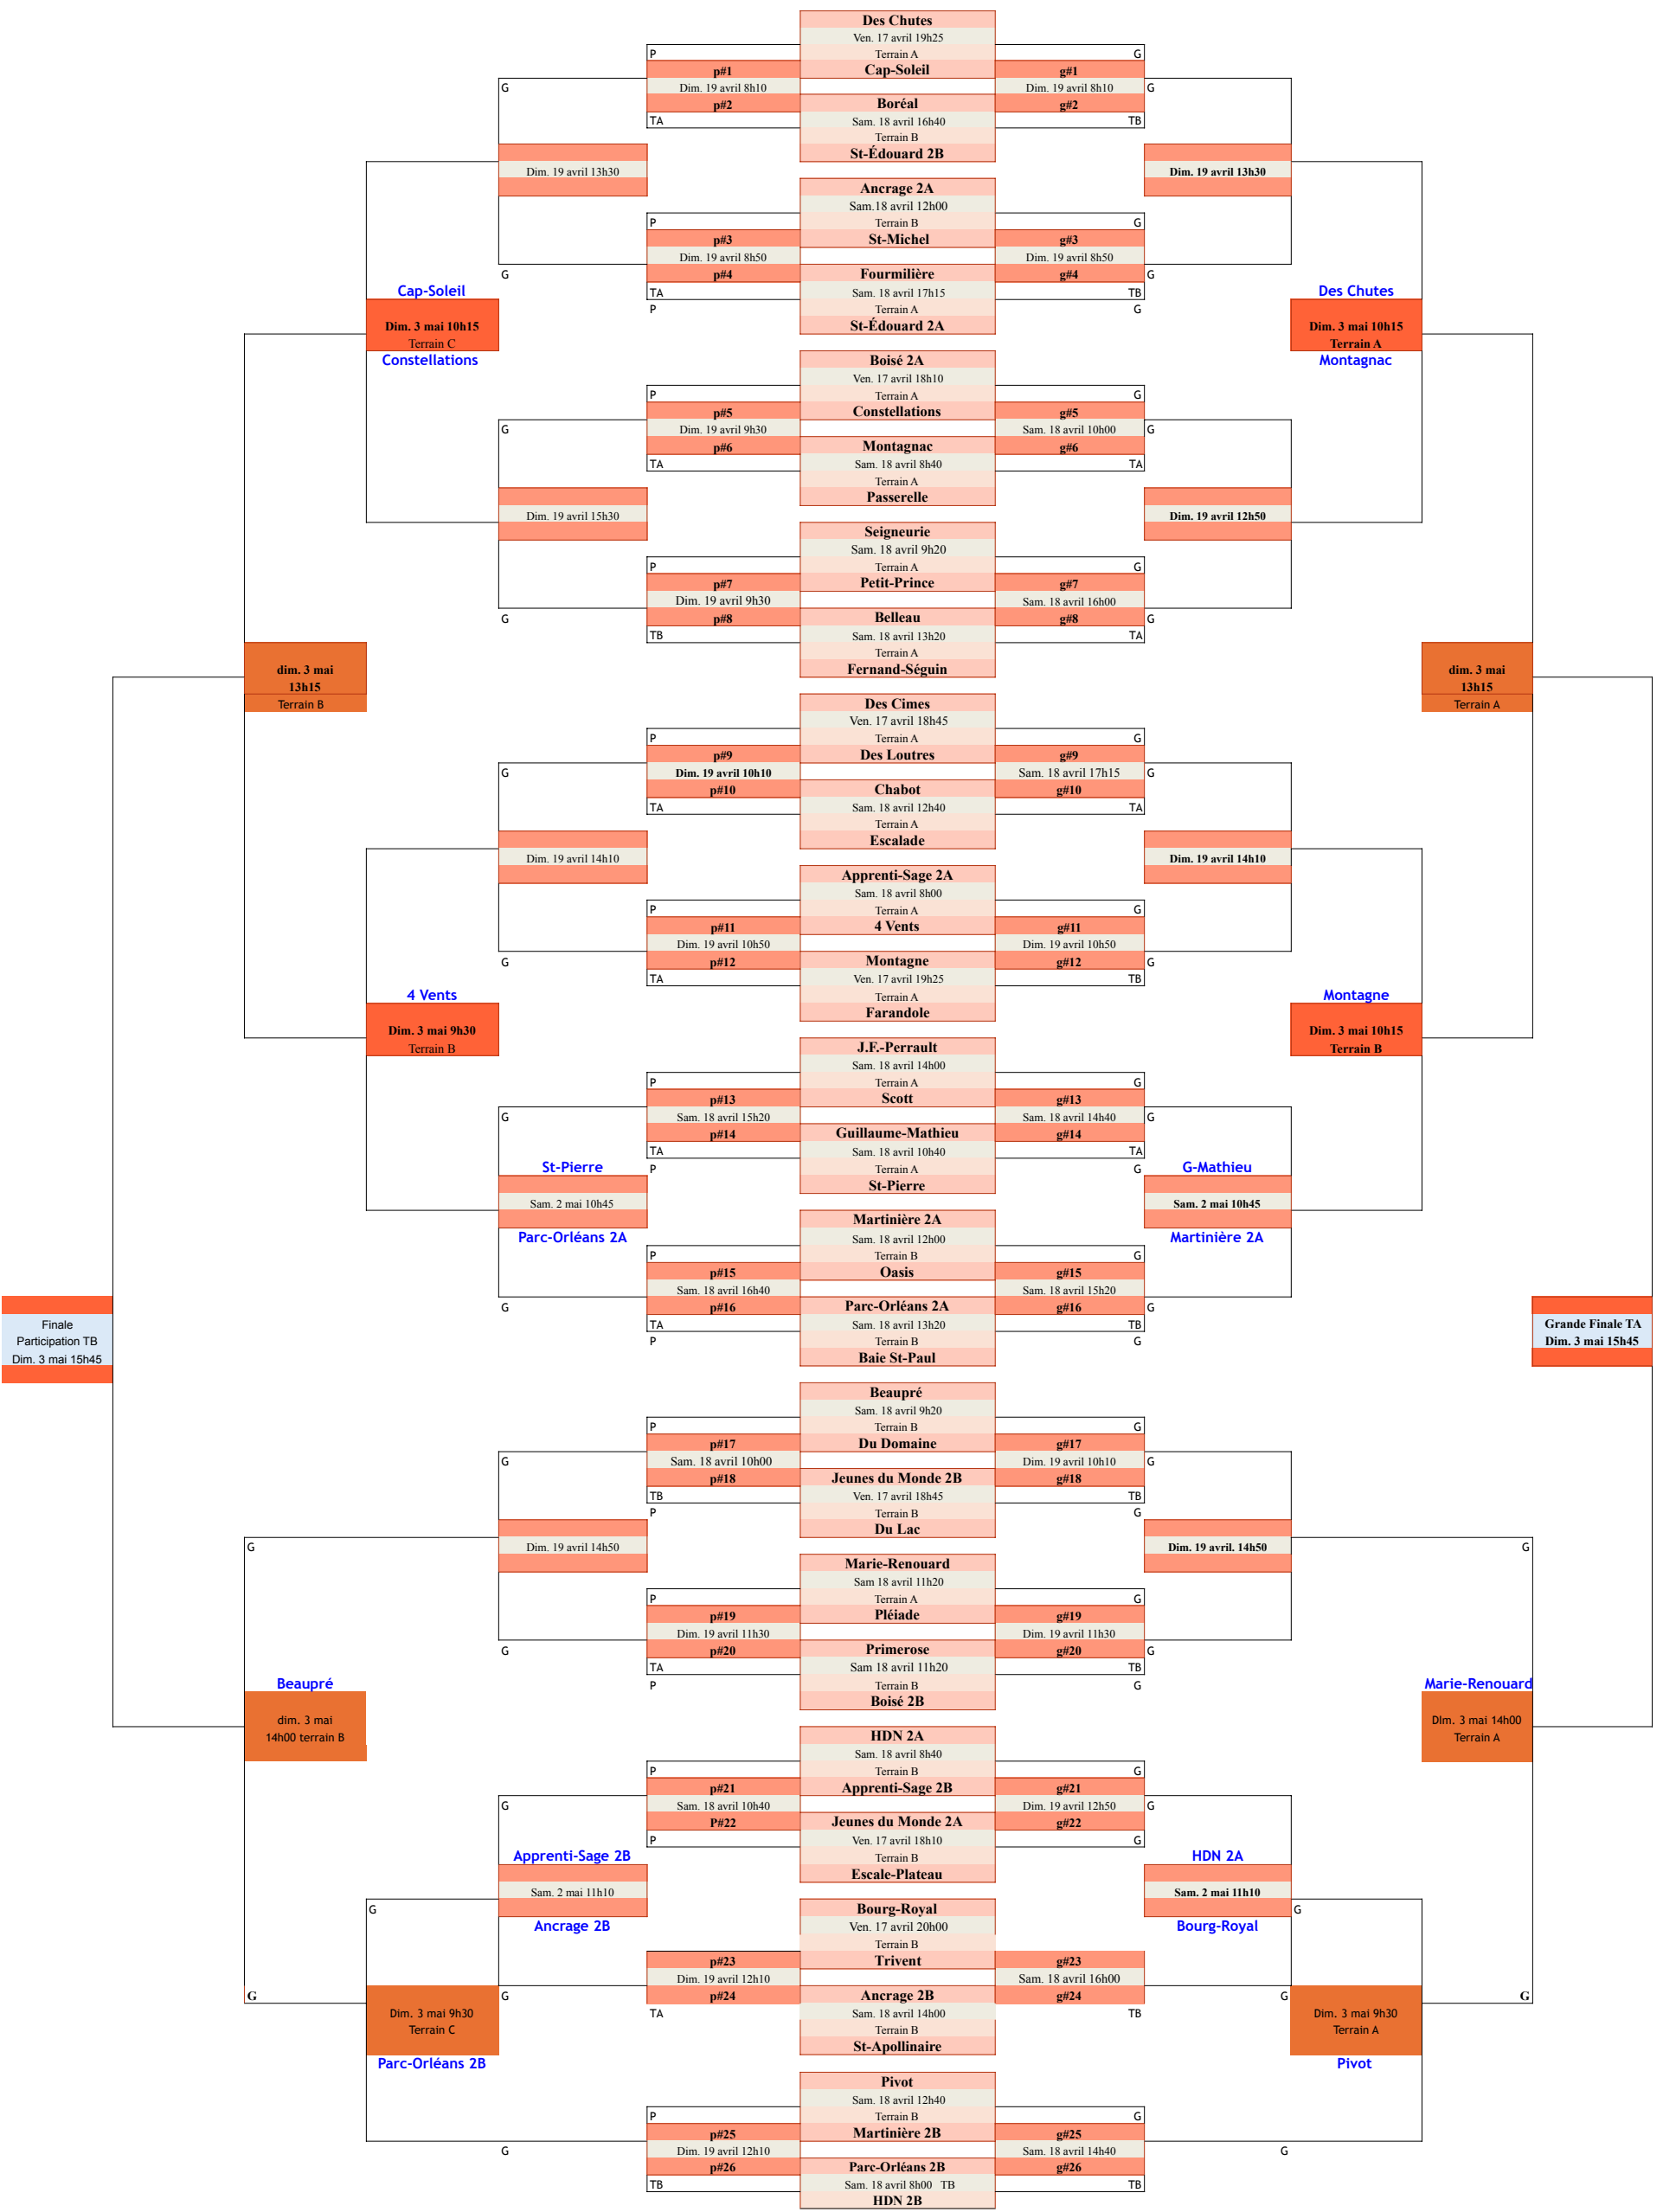 Des Chutes
Ven. 17 avril 19h25
P Terrain A G
p#1 Cap-Soleil g#1
G Dim. 19 avril 8h10 Dim. 19 avril 8h10 G
p#2 Boréal g#2
TA Sam. 18 avril 16h40 TB
Terrain B
St-Édouard 2B
Dim. 19 avril 13h30 Dim. 19 avril 13h30
Ancrage 2A
Sam.18 avril 12h00
P Terrain B G
p#3 St-Michel g#3
Dim. 19 avril 8h50 Dim. 19 avril 8h50
G p#4 Fourmilière g#4 G
Cap-Soleil TA Sam. 18 avril 17h15 TB Des Chutes
P Terrain A G
Dim. 3 mai 10h15 St-Édouard 2A Dim. 3 mai 10h15
Terrain C Terrain A
Constellations Boisé 2A Montagnac
Ven. 17 avril 18h10
P Terrain A G
p#5 Constellations g#5
G Dim. 19 avril 9h30 Sam. 18 avril 10h00 G
p#6 Montagnac g#6
TA Sam. 18 avril 8h40 TA
Terrain A
Passerelle
Dim. 19 avril 15h30 Dim. 19 avril 12h50
Seigneurie
Sam. 18 avril 9h20
P Terrain A G
p#7 Petit-Prince g#7
Dim. 19 avril 9h30 Sam. 18 avril 16h00
G p#8 Belleau g#8 G
TB Sam. 18 avril 13h20 TA
Terrain A
dim. 3 mai Fernand-Séguin dim. 3 mai
13h15 13h15
Terrain B Des Cimes Terrain A
Ven. 17 avril 18h45
P Terrain A G
p#9 Des Loutres g#9
G Dim. 19 avril 10h10 Sam. 18 avril 17h15 G
p#10 Chabot g#10
TA Sam. 18 avril 12h40 TA
Terrain A
Escalade
Dim. 19 avril 14h10 Dim. 19 avril 14h10
Apprenti-Sage 2A
Sam. 18 avril 8h00
P Terrain A G
p#11 4 Vents g#11
Dim. 19 avril 10h50 Dim. 19 avril 10h50
G p#12 Montagne g#12 G
TA Ven. 17 avril 19h25 TB
4 Vents Terrain A Montagne
Farandole
Dim. 3 mai 9h30 Dim. 3 mai 10h15
Terrain B J.F.-Perrault Terrain B
Sam. 18 avril 14h00
P Terrain A G
p#13 Scott g#13
G Sam. 18 avril 15h20 Sam. 18 avril 14h40 G
p#14 Guillaume-Mathieu g#14
TA Sam. 18 avril 10h40 TA
St-Pierre P Terrain A G G-Mathieu
St-Pierre
Sam. 2 mai 10h45 Sam. 2 mai 10h45
Martinière 2A
Parc-Orléans 2A Sam. 18 avril 12h00 Martinière 2A
P Terrain B G
p#15 Oasis g#15
Sam. 18 avril 16h40 Sam. 18 avril 15h20
G p#16 Parc-Orléans 2A g#16 G
Finale TA Sam. 18 avril 13h20 TB Grande Finale TA
Participation TB P Terrain B G Dim. 3 mai 15h45
Dim. 3 mai 15h45 Baie St-Paul
Beaupré
Sam. 18 avril 9h20
P Terrain B G
p#17 Du Domaine g#17
G Sam. 18 avril 10h00 Dim. 19 avril 10h10 G
p#18 Jeunes du Monde 2B g#18
TB Ven. 17 avril 18h45 TB
P Terrain B G
Du Lac
G Dim. 19 avril 14h50 Dim. 19 avril. 14h50 G
Marie-Renouard
Sam 18 avril 11h20
P Terrain A G
p#19 Pléiade g#19
Dim. 19 avril 11h30 Dim. 19 avril 11h30
G p#20 Primerose g#20 G
TA Sam 18 avril 11h20 TB
Beaupré P Terrain B G Marie-Renouard
Boisé 2B
dim. 3 mai DIm. 3 mai 14h00
14h00 terrain B HDN 2A Terrain A
Sam. 18 avril 8h40
P Terrain B G
p#21 Apprenti-Sage 2B g#21
G Sam. 18 avril 10h40 Dim. 19 avril 12h50 G
P#22 Jeunes du Monde 2A g#22
P Ven. 17 avril 18h10 G
Apprenti-Sage 2B Terrain B HDN 2A
Escale-Plateau
Sam. 2 mai 11h10 Sam. 2 mai 11h10
G Bourg-Royal G
Ancrage 2B Ven. 17 avril 20h00 Bourg-Royal
Terrain B
p#23 Trivent g#23
Dim. 19 avril 12h10 Sam. 18 avril 16h00
G G p#24 Ancrage 2B g#24 G G
Dim. 3 mai 9h30 TA Sam. 18 avril 14h00 TB Dim. 3 mai 9h30
Terrain C Terrain B Terrain A
St-Apollinaire
Parc-Orléans 2B Pivot
Pivot
Sam. 18 avril 12h40
P Terrain B G
p#25 Martinière 2B g#25
G Dim. 19 avril 12h10 Sam. 18 avril 14h40 G
p#26 Parc-Orléans 2B g#26
TB Sam. 18 avril 8h00 TB TB
HDN 2B